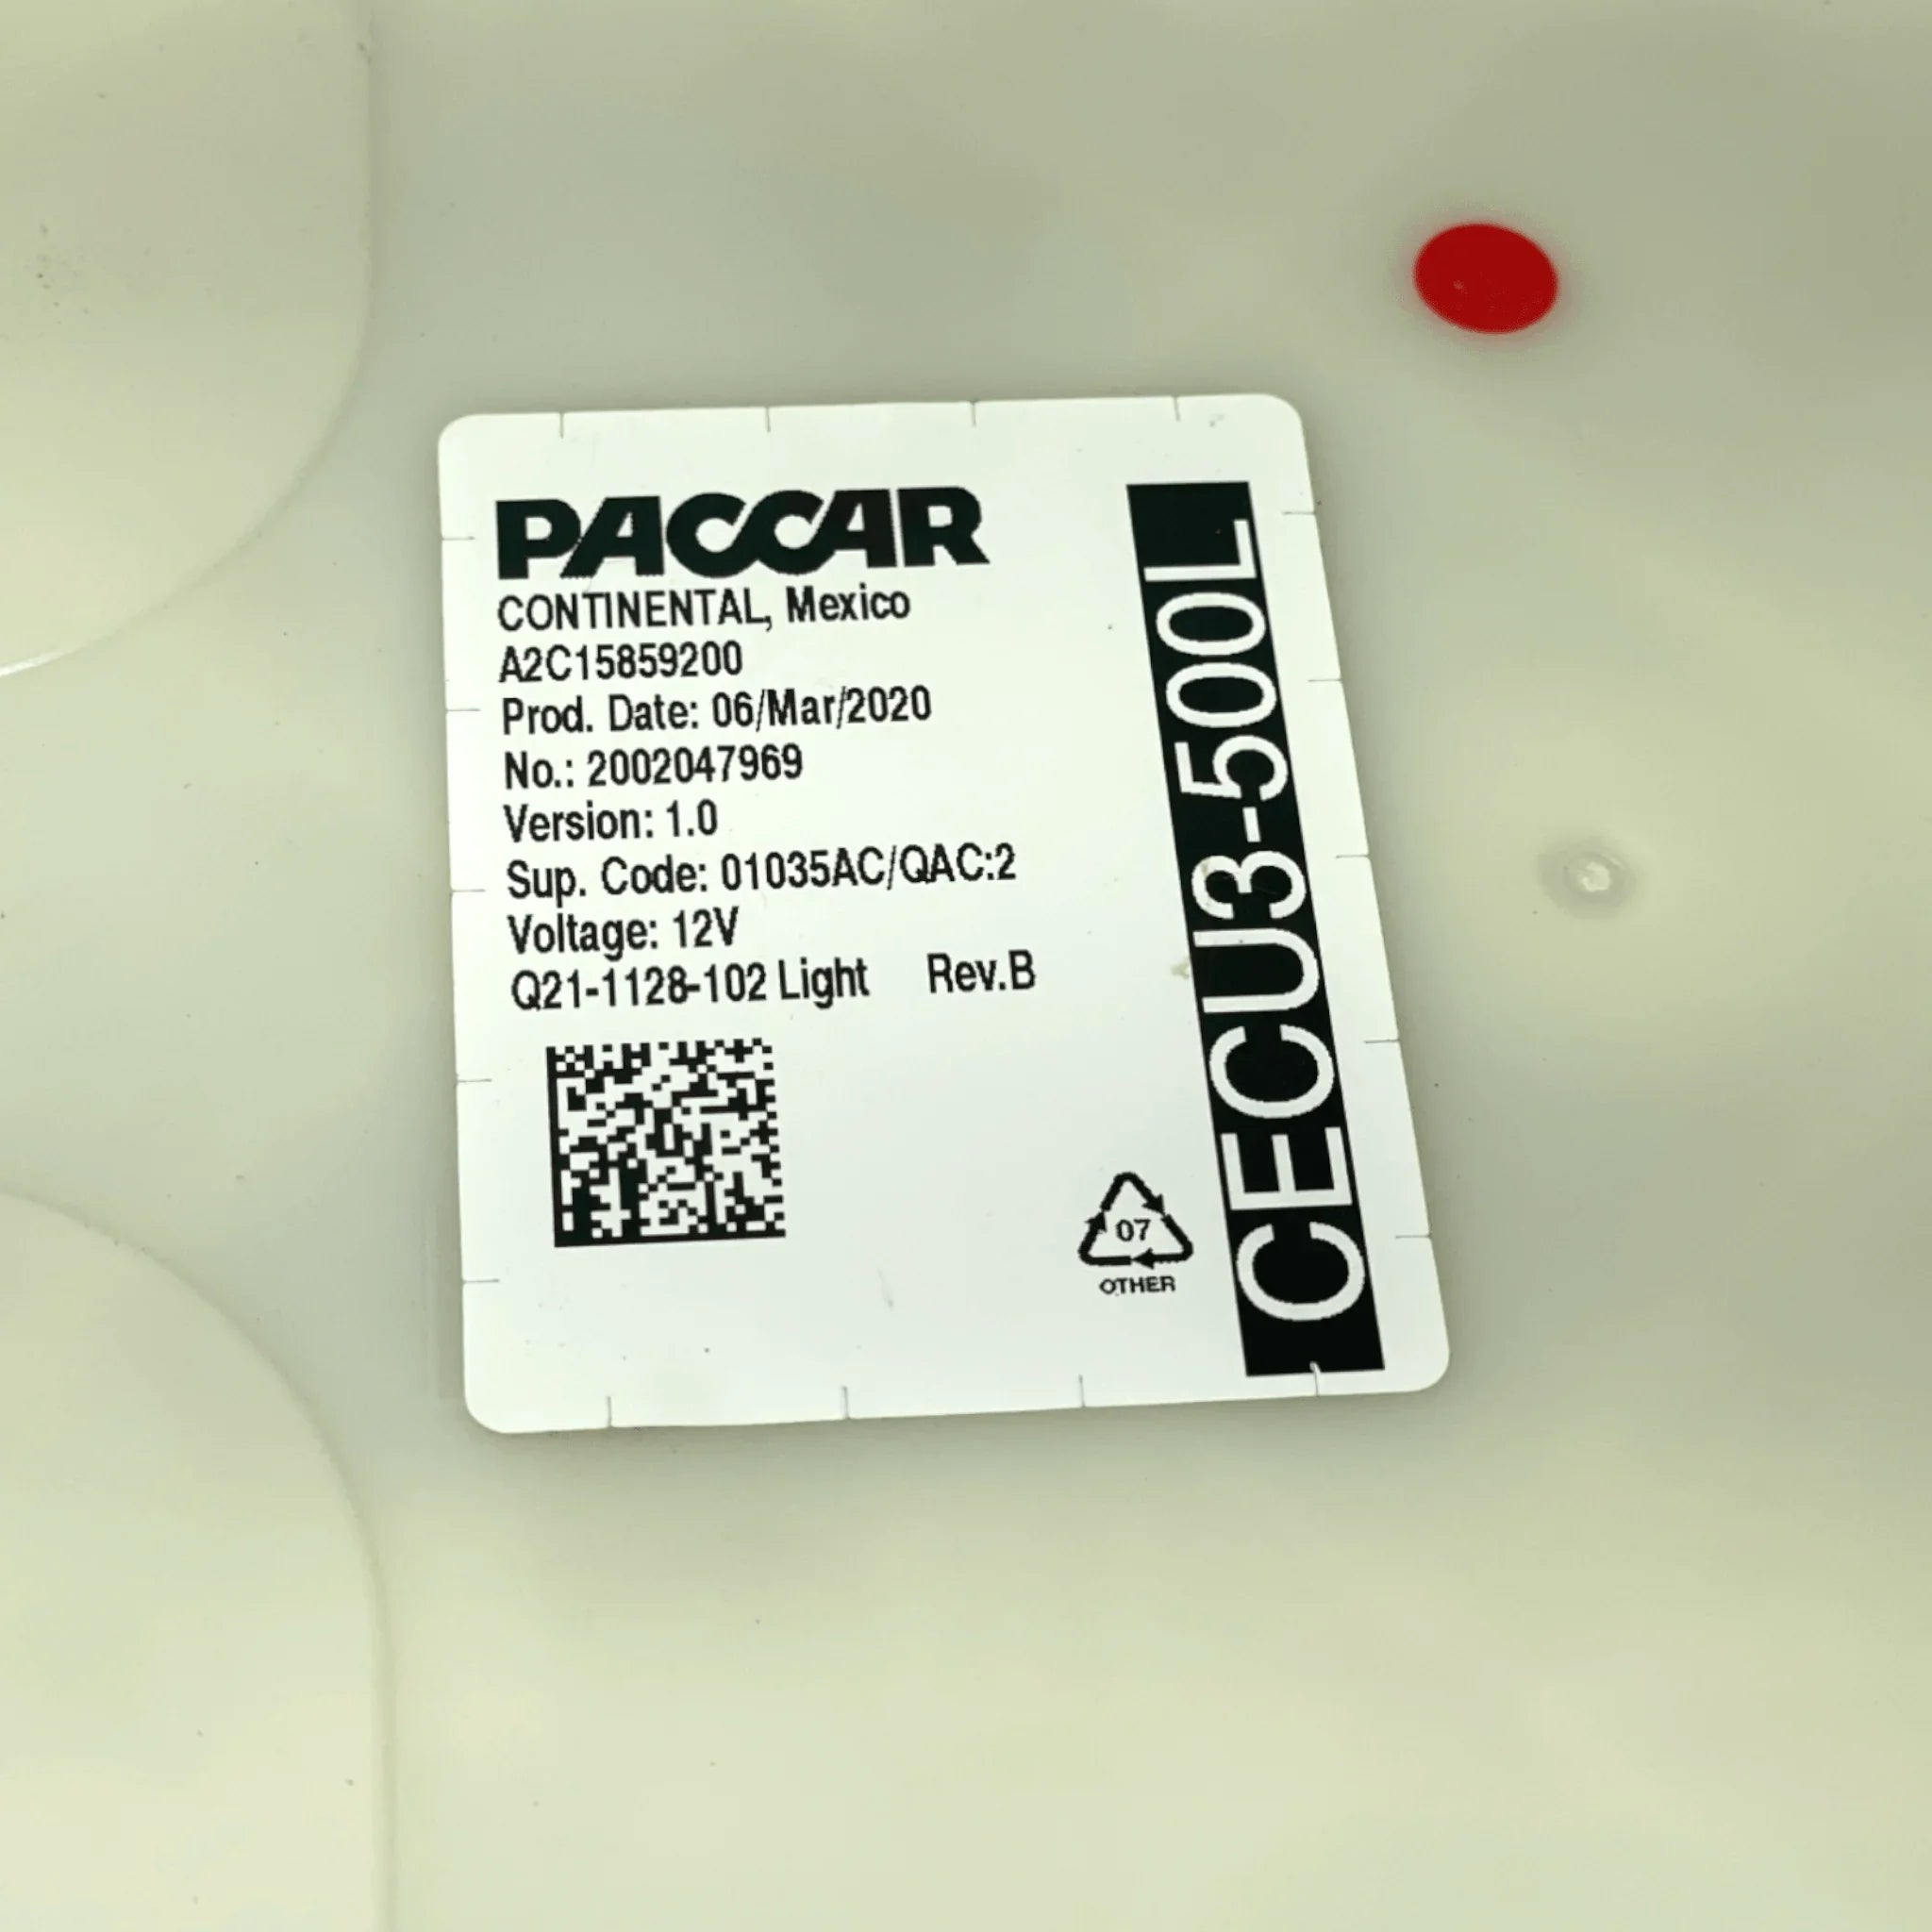 PACCAR
CONTINENTAL, Mexico
A2C15859200
Prod. Date: 06/Mar/2020
No.: 2002047969
Version: 1.0
Sup. Code: 01035AC/QAC:2
Voltage: 12V
Q21-1128-102 Light Rev.B
07
OTHER
CECU3-500L